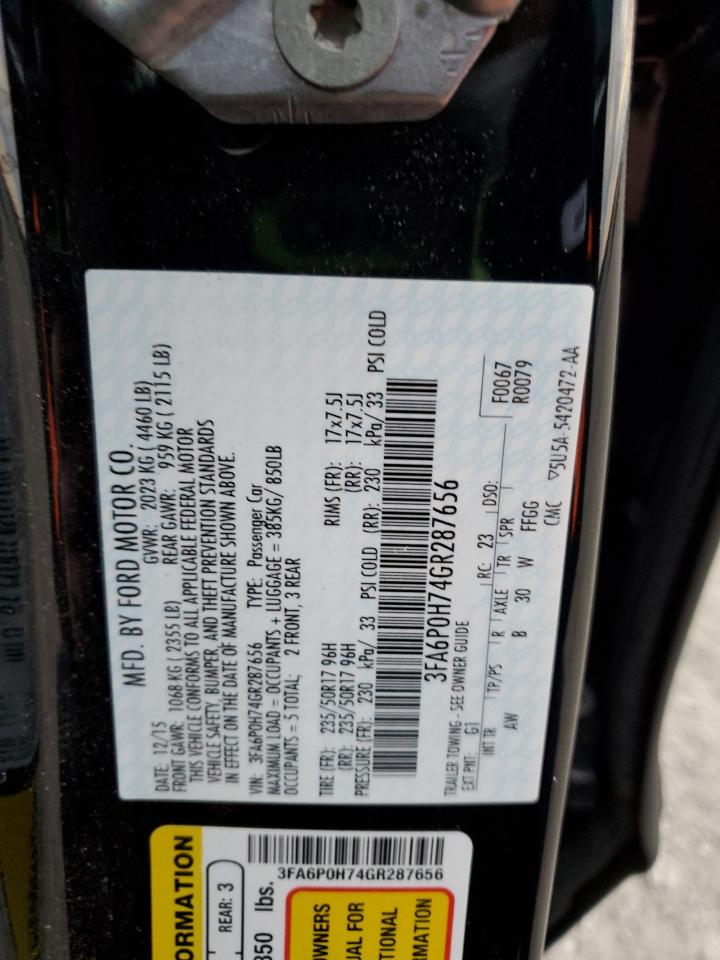 MFD. BY FORD MOTOR CO.
DATE: 12/15 GVWR: 2023 KG ( 4460 LB)
FRONT GAWR: 1068 KG ( 2355 LB) REAR GAWR: 959 KG ( 2115 LB)
THIS VEHICLE CONFORMS TO ALL APPLICABLE FEDERAL MOTOR
VEHICLE SAFETY, BUMPER, AND THEFT PREVENTION STANDARDS
IN EFFECT ON THE DATE OF MANUFACTURE SHOWN ABOVE.
VIN: 3FA6P0H74GR287656 TYPE: Passenger Car
MAXIMUM LOAD = OCCUPANTS + LUGGAGE = 385KG/ 850LB
OCCUPANTS = 5 TOTAL; 2 FRONT, 3 REAR
TIRE (FR): 235/50R17 96H RIMS (FR): 17x7.5J
(RR): 235/50R17 96H (RR): 17x7.5J
PRESSURE (FR): 230 kPa/ 33 PSI COLD (RR): 230 kPa/ 33 PSI COLD
3FA6P0H74GR287656
TRAILER TOWING - SEE OWNER GUIDE
EXT PNT: G1 RC: 23 DSO: F0067
R0079
INT TR TP/PS R AXLE TR SPR
AW B 30 W FFGG
CMC ▽5U5A-5420472-AA
ORMATION
REAR: 3
850 lbs.
3FA6P0H74GR287656
OWNERS
UAL FOR
TIONAL
RMATION